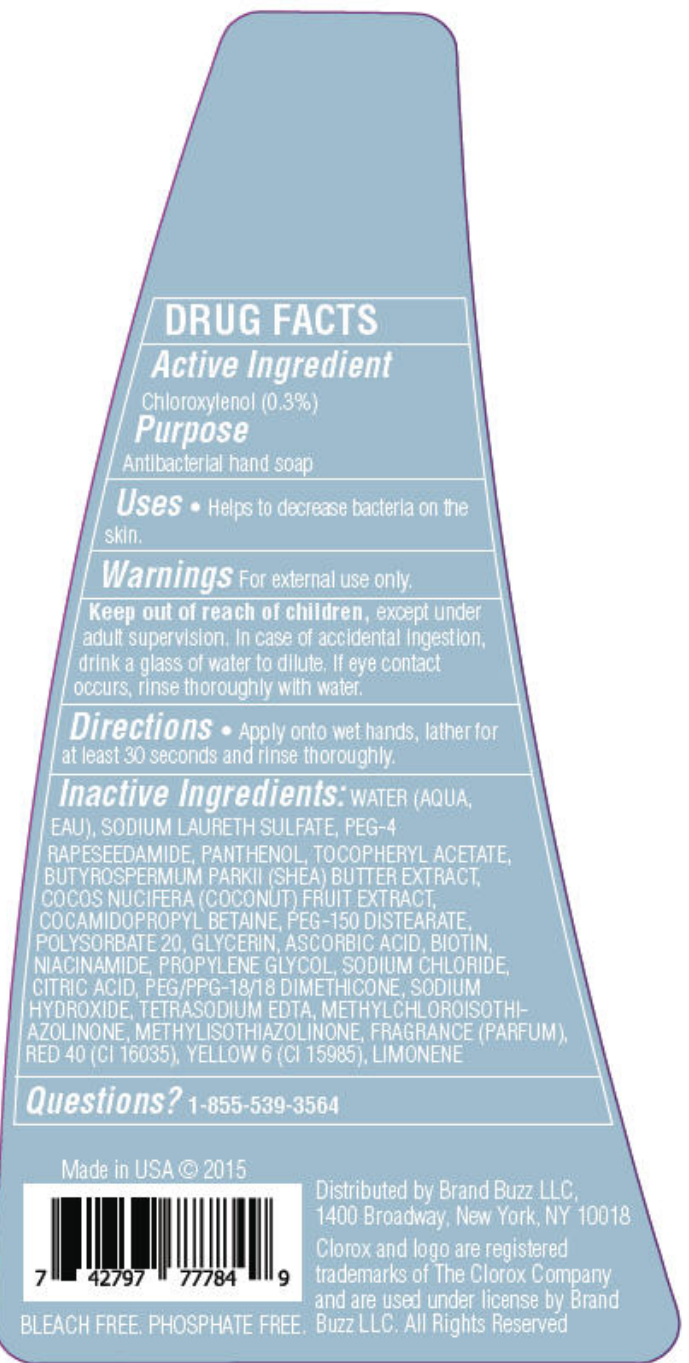 DRUG FACTS
Active Ingredient
Chloroxylenol (0.3%)
Purpose
Antibacterial hand soap
Uses • Helps to decrease bacteria on the
skin.
Warnings For external use only.
Keep out of reach of children, except under
adult supervision. In case of accidental ingestion,
drink a glass of water to dilute. If eye contact
occurs, rinse thoroughly with water.
Directions • Apply onto wet hands, lather for
at least 30 seconds and rinse thoroughly.
Inactive Ingredients: WATER (AQUA,
EAU), SODIUM LAURETH SULFATE, PEG-4
RAPESEEDAMIDE, PANTHENOL, TOCOPHERYL ACETATE,
BUTYROSPERMUM PARKII (SHEA) BUTTER EXTRACT,
COCOS NUCIFERA (COCONUT) FRUIT EXTRACT,
COCAMIDOPROPYL BETAINE, PEG-150 DISTEARATE,
POLYSORBATE 20, GLYCERIN, ASCORBIC ACID, BIOTIN,
NIACINAMIDE, PROPYLENE GLYCOL, SODIUM CHLORIDE,
CITRIC ACID, PEG/PPG-18/18 DIMETHICONE, SODIUM
HYDROXIDE, TETRASODIUM EDTA, METHYLCHLOROISOTHI-
AZOLINONE, METHYLISOTHIAZOLINONE, FRAGRANCE (PARFUM),
RED 40 (CI 16035), YELLOW 6 (CI 15985), LIMONENE
Questions? 1-855-539-3564
Made in USA © 2015
7 42797 77784 9
BLEACH FREE. PHOSPHATE FREE.
Distributed by Brand Buzz LLC,
1400 Broadway, New York, NY 10018
Clorox and logo are registered
trademarks of The Clorox Company
and are used under license by Brand
Buzz LLC. All Rights Reserved